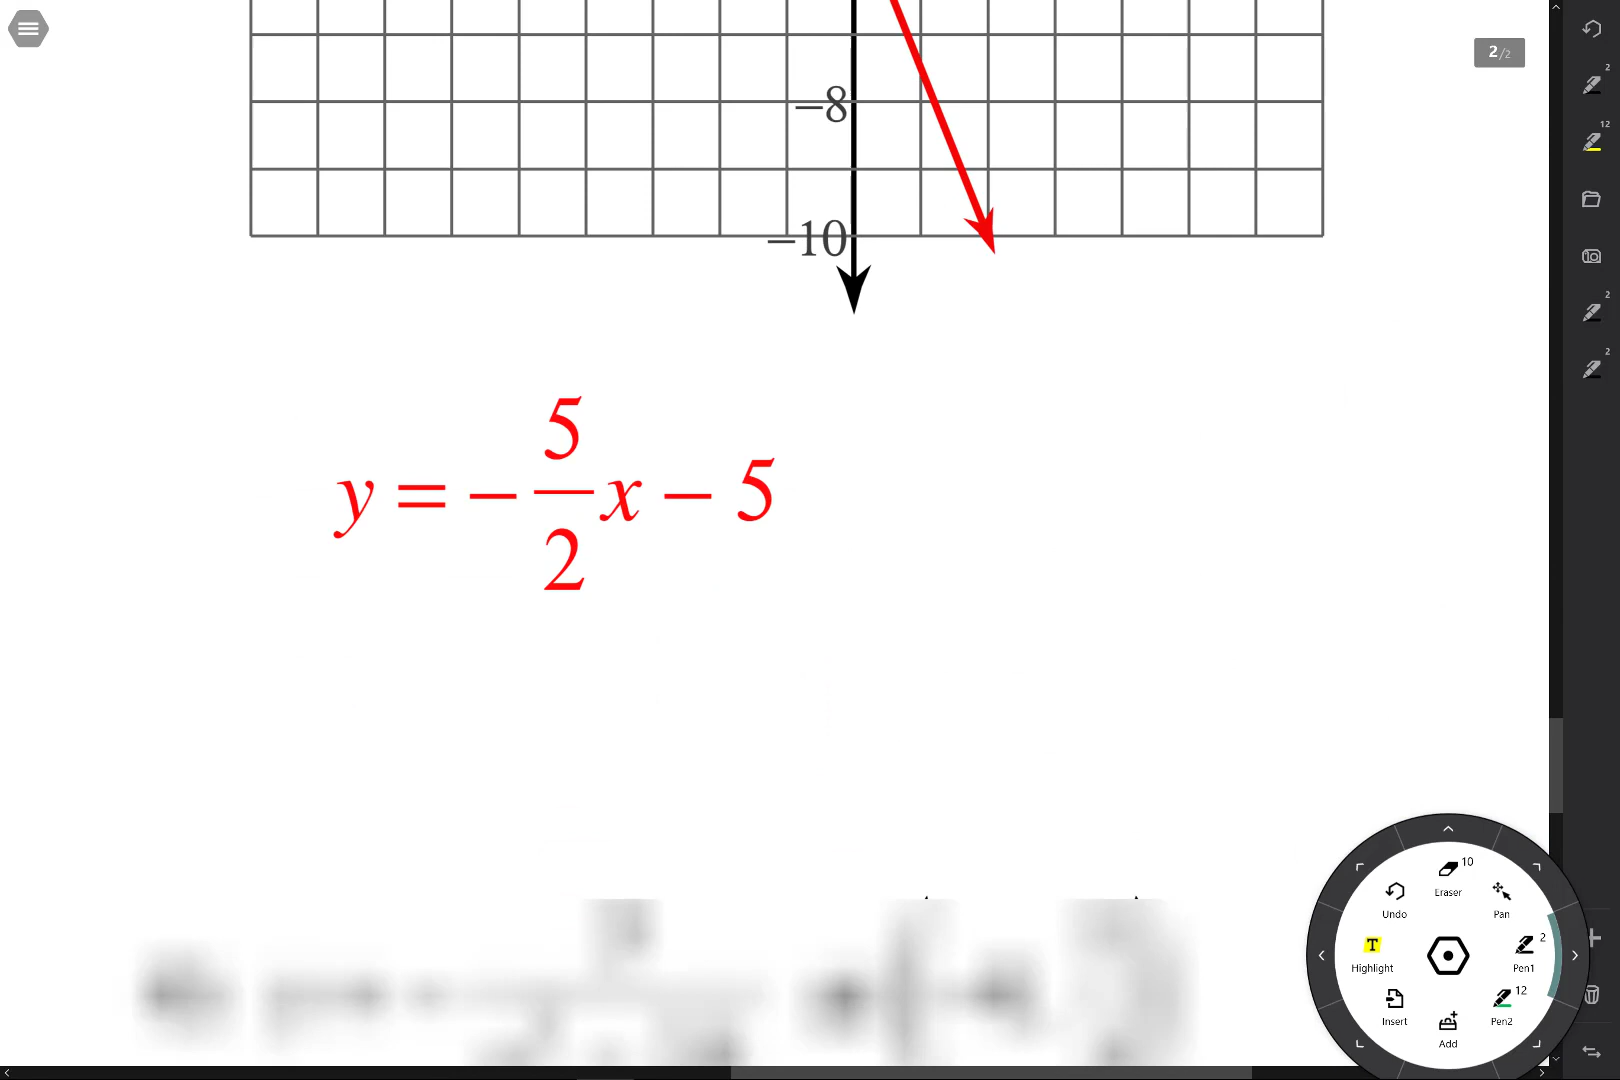 2/2
2
12
−8
−10
2
2
y = −5/2 x − 5
Eraser 10
Undo
Pan
T
Highlight
Pen1 2
Insert
Pen2 12
Add